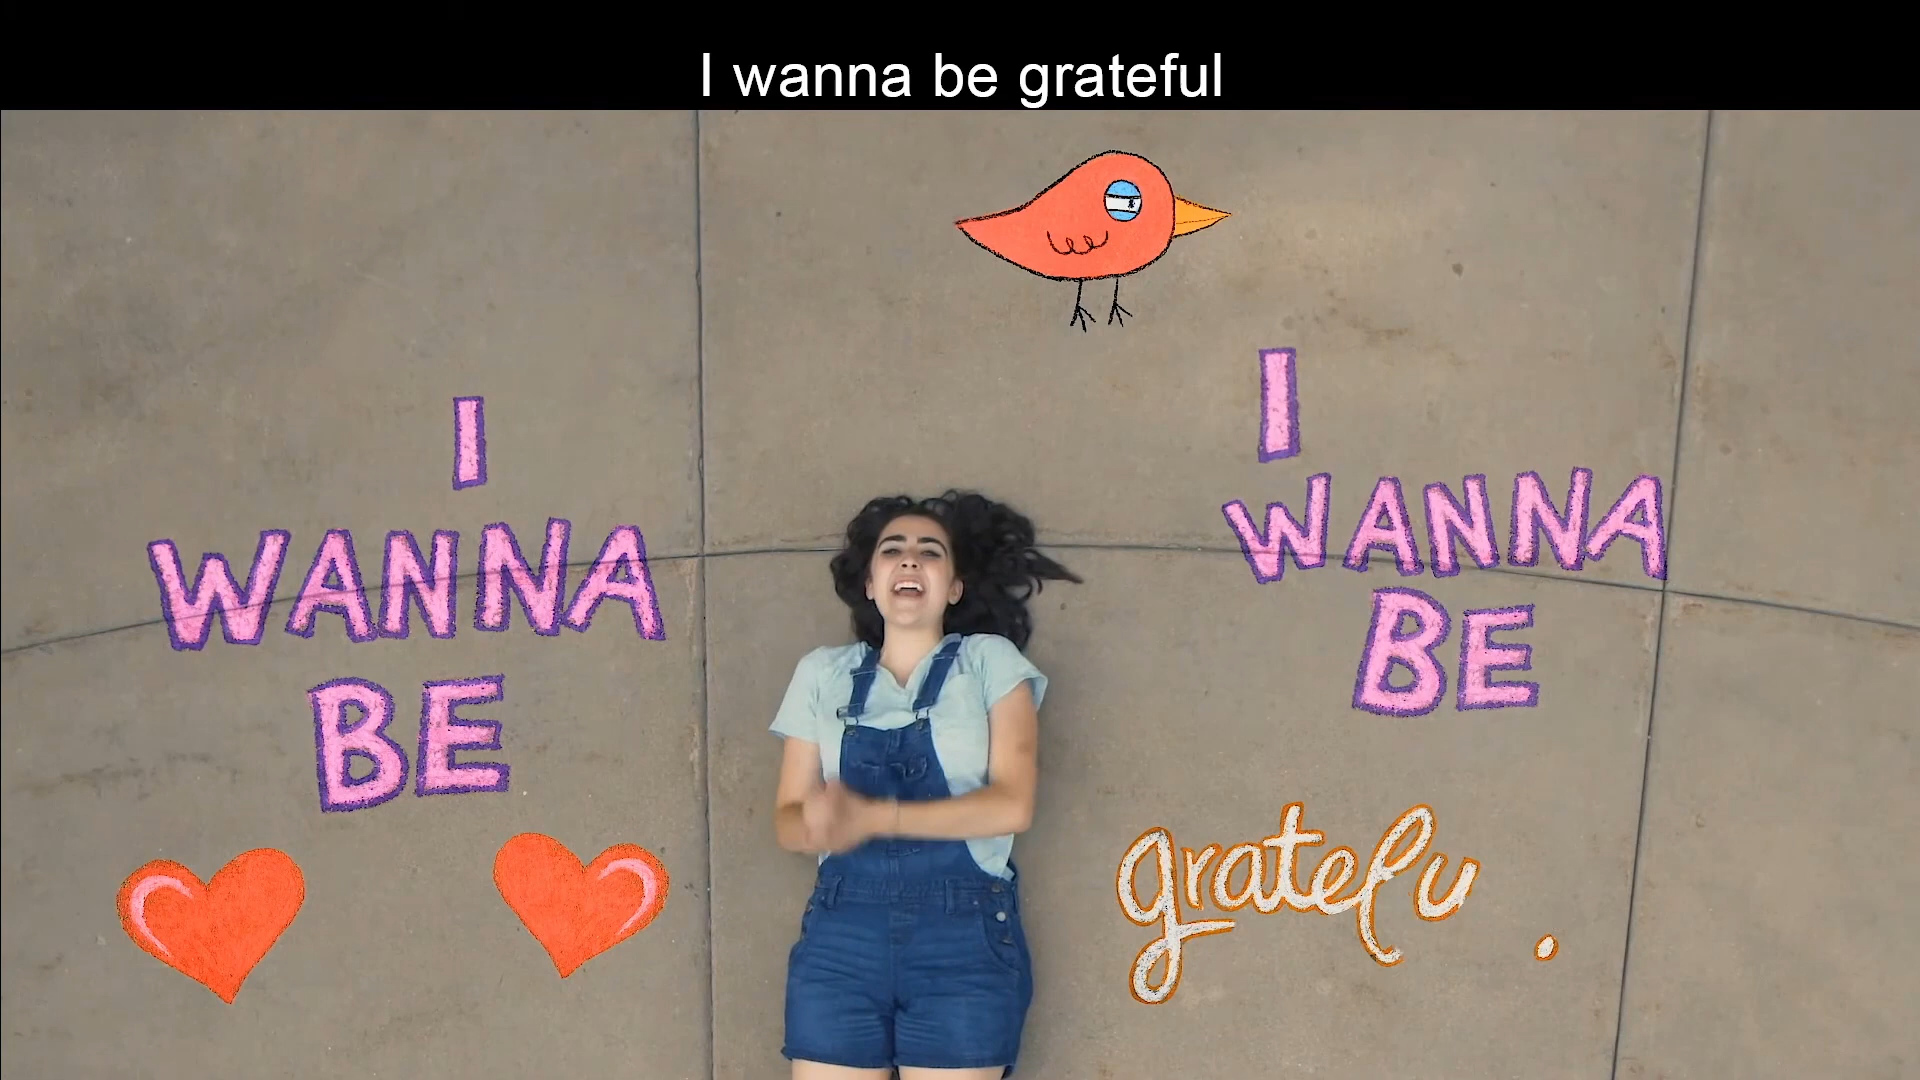 I wanna be grateful
I
WANNA
BE
I
WANNA
BE
gratefu